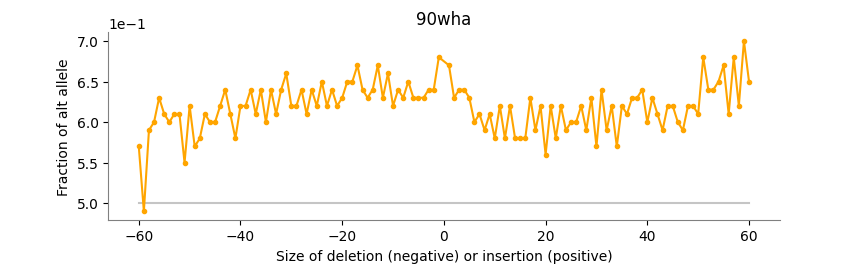 90wha
1e−1
7.0
6.5
6.0
5.5
5.0
Fraction of alt allele
−60 −40 −20 0 20 40 60
Size of deletion (negative) or insertion (positive)